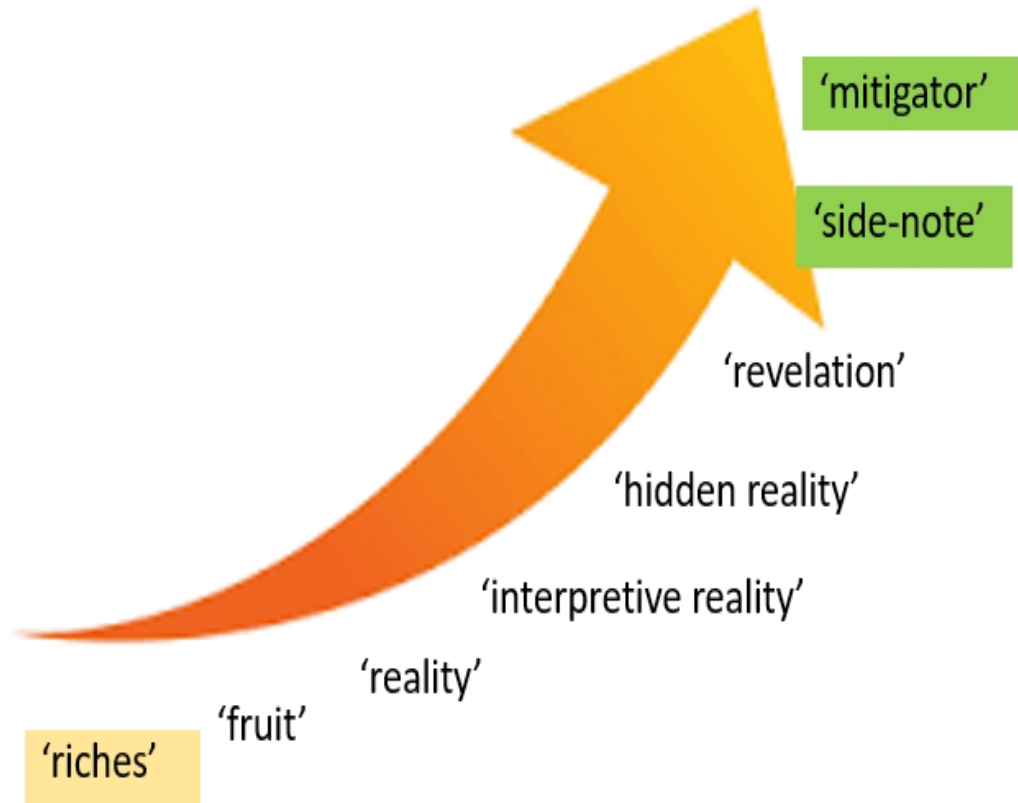 ‘mitigator’
‘side-note’
‘revelation’
‘hidden reality’
‘interpretive reality’
‘reality’
‘fruit’
‘riches’